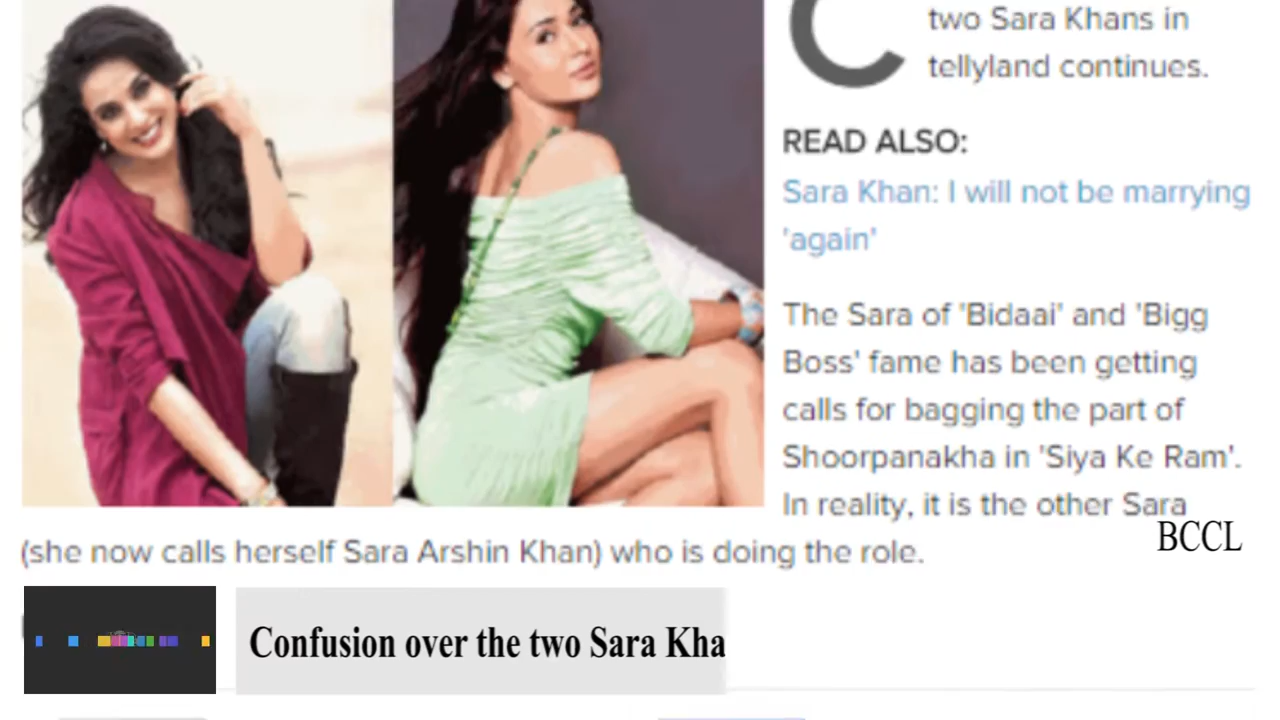 C
two Sara Khans in
tellyland continues.
READ ALSO:
Sara Khan: I will not be marrying
'again'
The Sara of 'Bidaai' and 'Bigg
Boss' fame has been getting
calls for bagging the part of
Shoorpanakha in 'Siya Ke Ram'.
In reality, it is the other Sara
(she now calls herself Sara Arshin Khan) who is doing the role.
BCCL
Confusion over the two Sara Kha